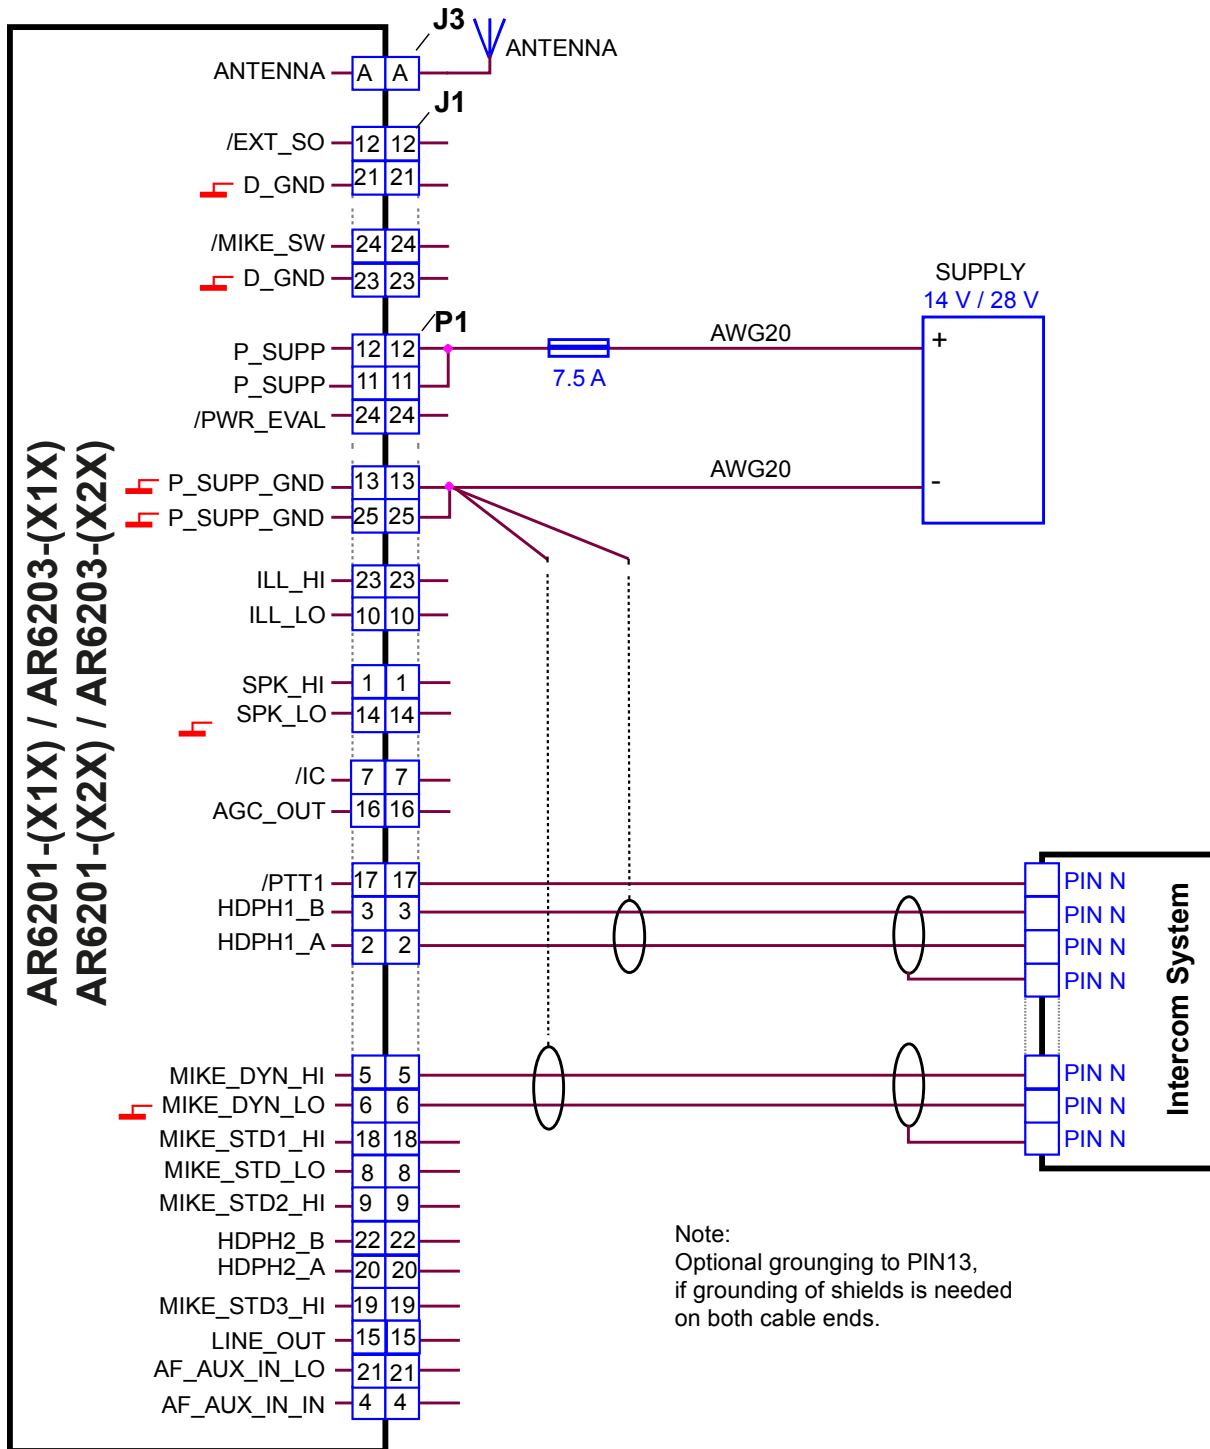 J3
ANTENNA
ANTENNA A A
J1
/EXT_SO 12 12
D_GND 21 21
/MIKE_SW 24 24
D_GND 23 23
SUPPLY
14 V / 28 V
P1
P_SUPP 12 12 AWG20 +
7.5 A
P_SUPP 11 11
/PWR_EVAL 24 24
P_SUPP_GND 13 13 AWG20 -
P_SUPP_GND 25 25
ILL_HI 23 23
ILL_LO 10 10
SPK_HI 1 1
SPK_LO 14 14
/IC 7 7
AGC_OUT 16 16
AR6201-(X1X) / AR6203-(X1X)
AR6201-(X2X) / AR6203-(X2X)
/PTT1 17 17 PIN N
HDPH1_B 3 3 PIN N
HDPH1_A 2 2 PIN N
PIN N
Intercom System
MIKE_DYN_HI 5 5 PIN N
MIKE_DYN_LO 6 6 PIN N
MIKE_STD1_HI 18 18 PIN N
MIKE_STD_LO 8 8
MIKE_STD2_HI 9 9
HDPH2_B 22 22
HDPH2_A 20 20
MIKE_STD3_HI 19 19
LINE_OUT 15 15
AF_AUX_IN_LO 21 21
AF_AUX_IN_IN 4 4
Note:
Optional grounging to PIN13,
if grounding of shields is needed
on both cable ends.